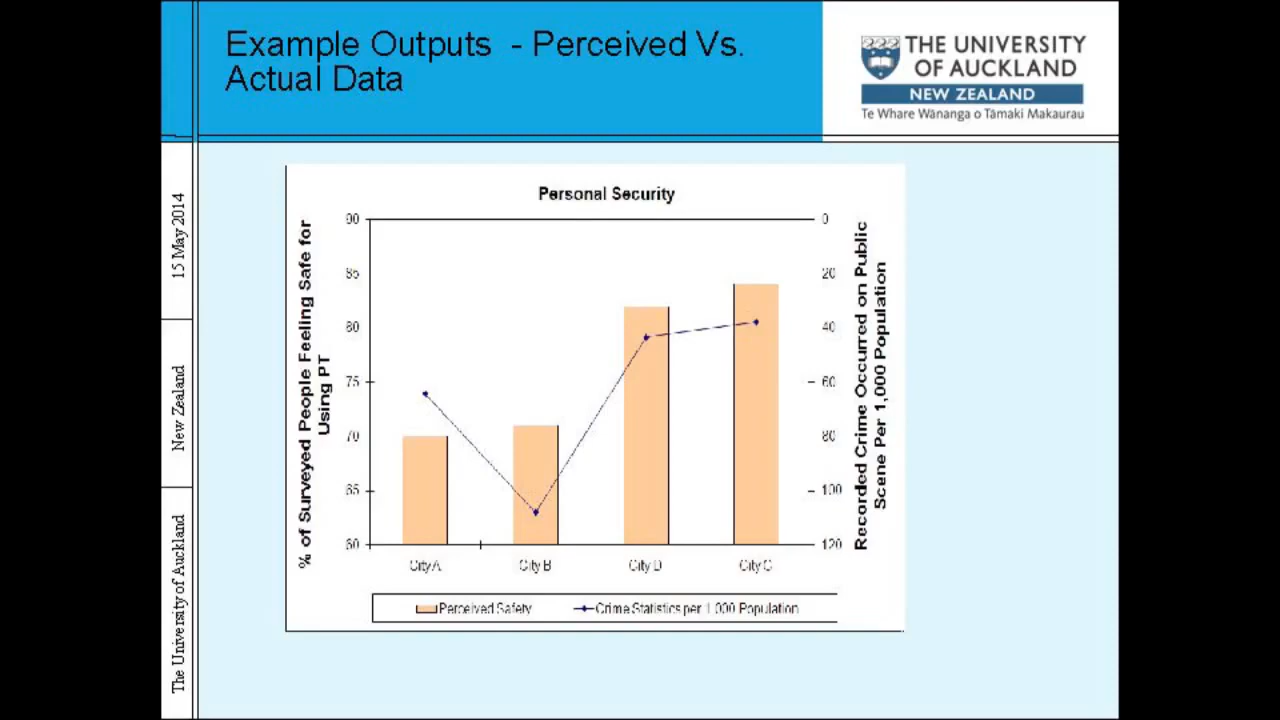 Example Outputs - Perceived Vs.
Actual Data
THE UNIVERSITY
OF AUCKLAND
NEW ZEALAND
Te Whare Wānanga o Tāmaki Makaurau
15 May 2014
New Zealand
The University of Auckland
Personal Security
% of Surveyed People Feeling Safe for
Using PT
90
85
80
75
70
65
60
0
20
40
60
80
100
120
Recorded Crime Occurred on Public
Scene Per 1,000 Population
City A
City B
City D
City C
Perceived Safety
Crime Statistics per 1,000 Population